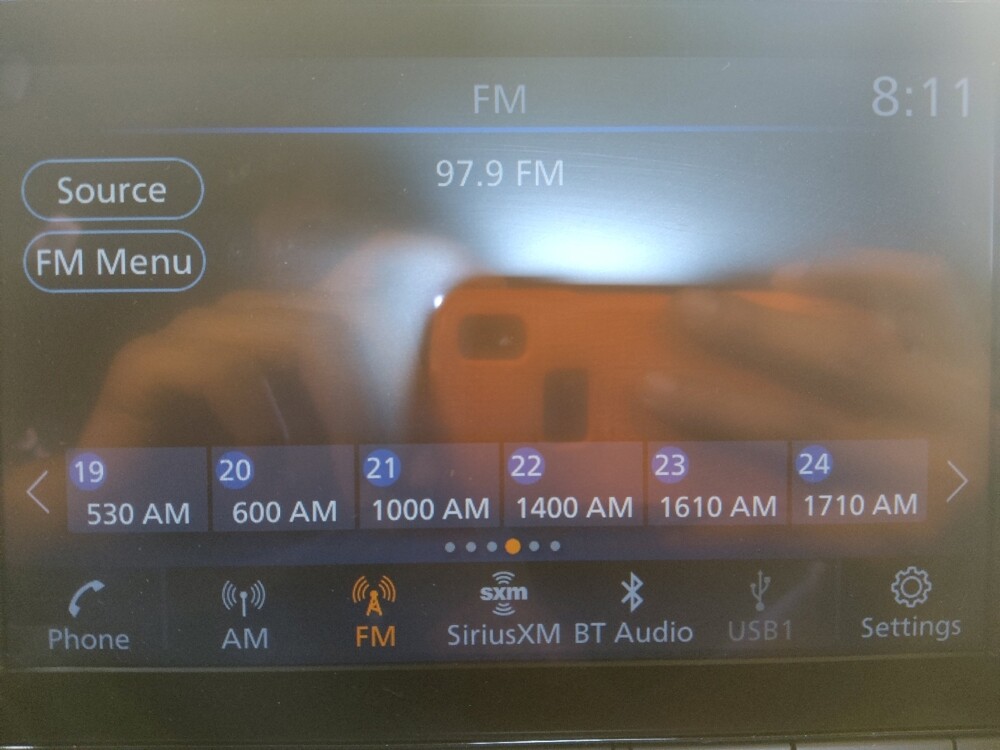 FM
8:11
97.9 FM
Source
FM Menu
19
20
21
22
23
24
530 AM
600 AM
1000 AM
1400 AM
1610 AM
1710 AM
sxm
Phone
AM
FM
SiriusXM
BT Audio
USB1
Settings